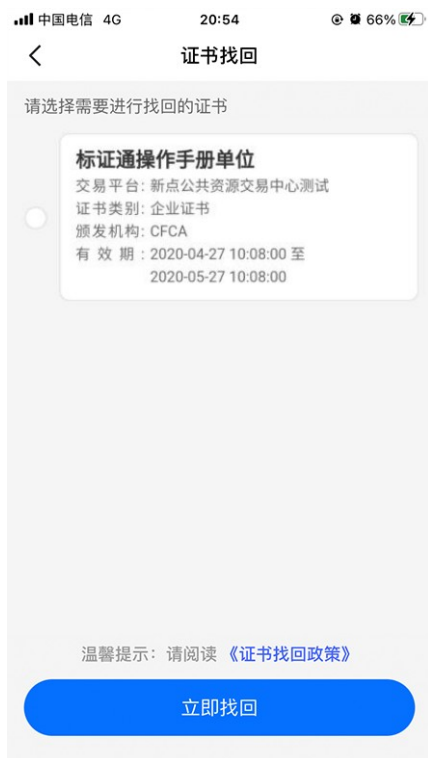 中国电信 4G 20:54 66%
证书找回
请选择需要进行找回的证书
标证通操作手册单位
交易平台: 新点公共资源交易中心测试
证书类别: 企业证书
颁发机构: CFCA
有 效 期 : 2020-04-27 10:08:00 至
2020-05-27 10:08:00
温馨提示：请阅读《证书找回政策》
立即找回